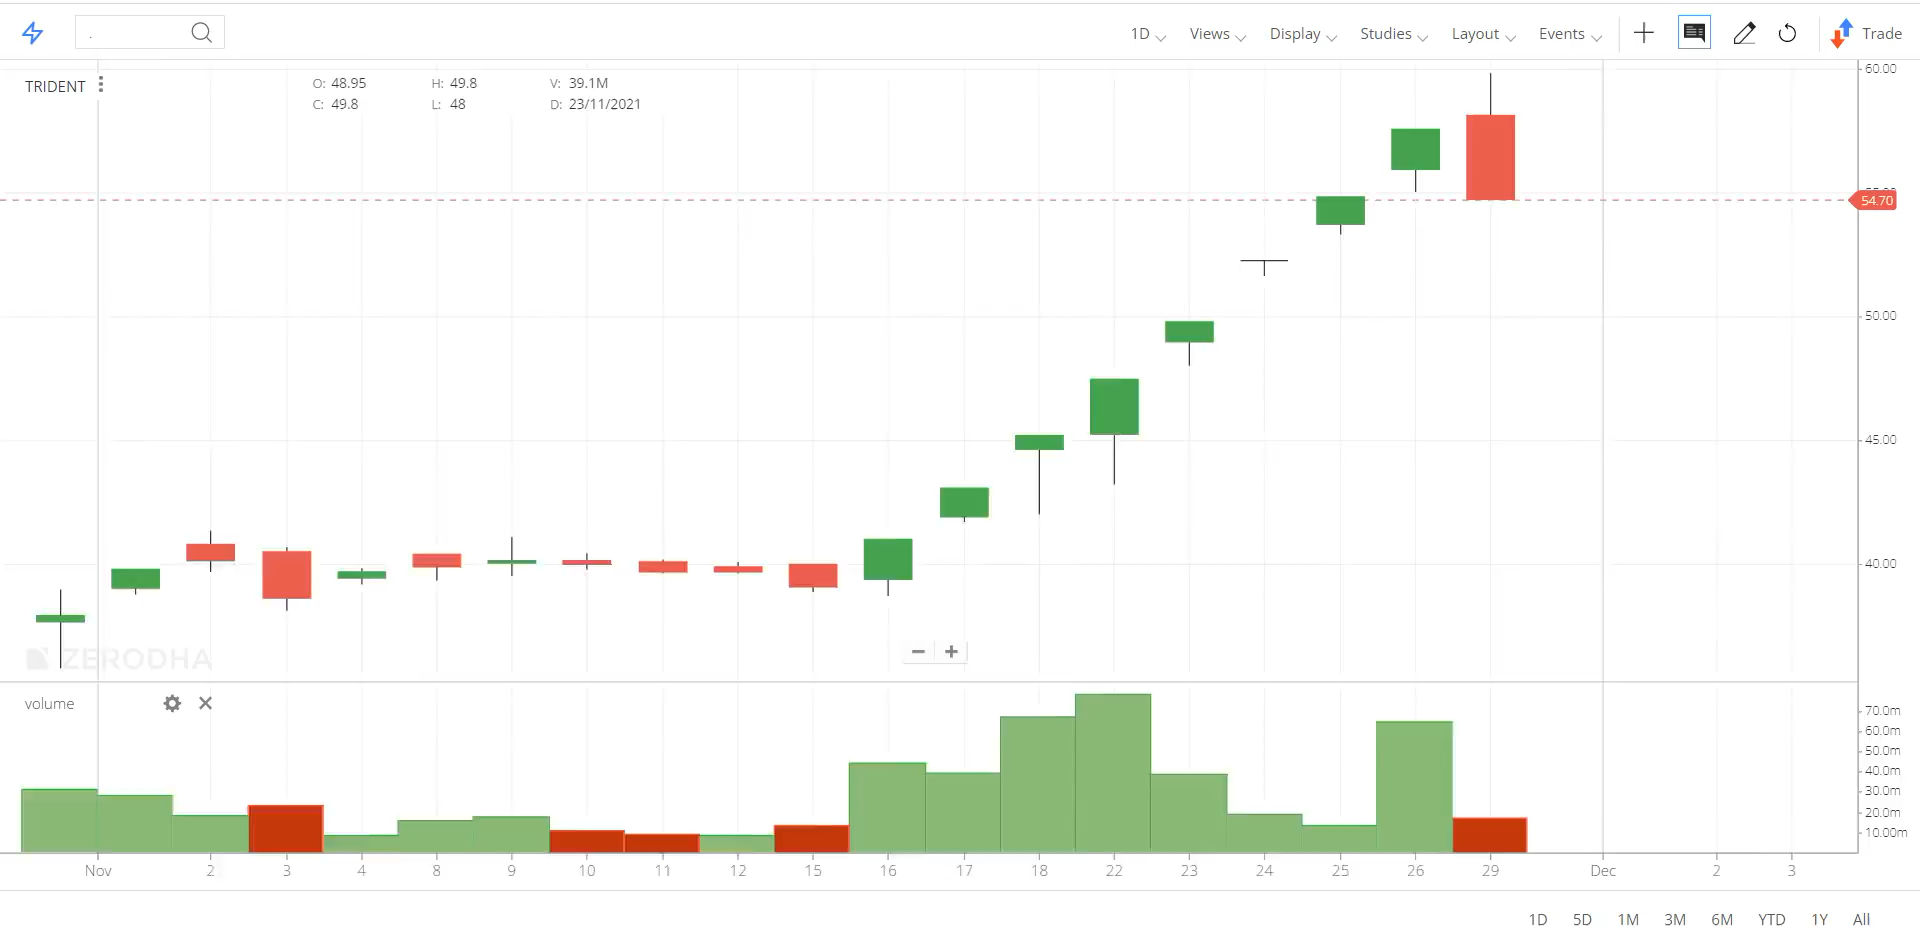 .
1D Views Display Studies Layout Events Trade
TRIDENT
O: 48.95 H: 49.8 V: 39.1M
C: 49.8 L: 48 D: 23/11/2021
60.00
54.70
50.00
45.00
40.00
ZERODHA
volume
70.0m
60.0m
50.0m
40.0m
30.0m
20.0m
10.00m
Nov 2 3 4 8 9 10 11 12 15 16 17 18 22 23 24 25 26 29 Dec 2 3
1D 5D 1M 3M 6M YTD 1Y All